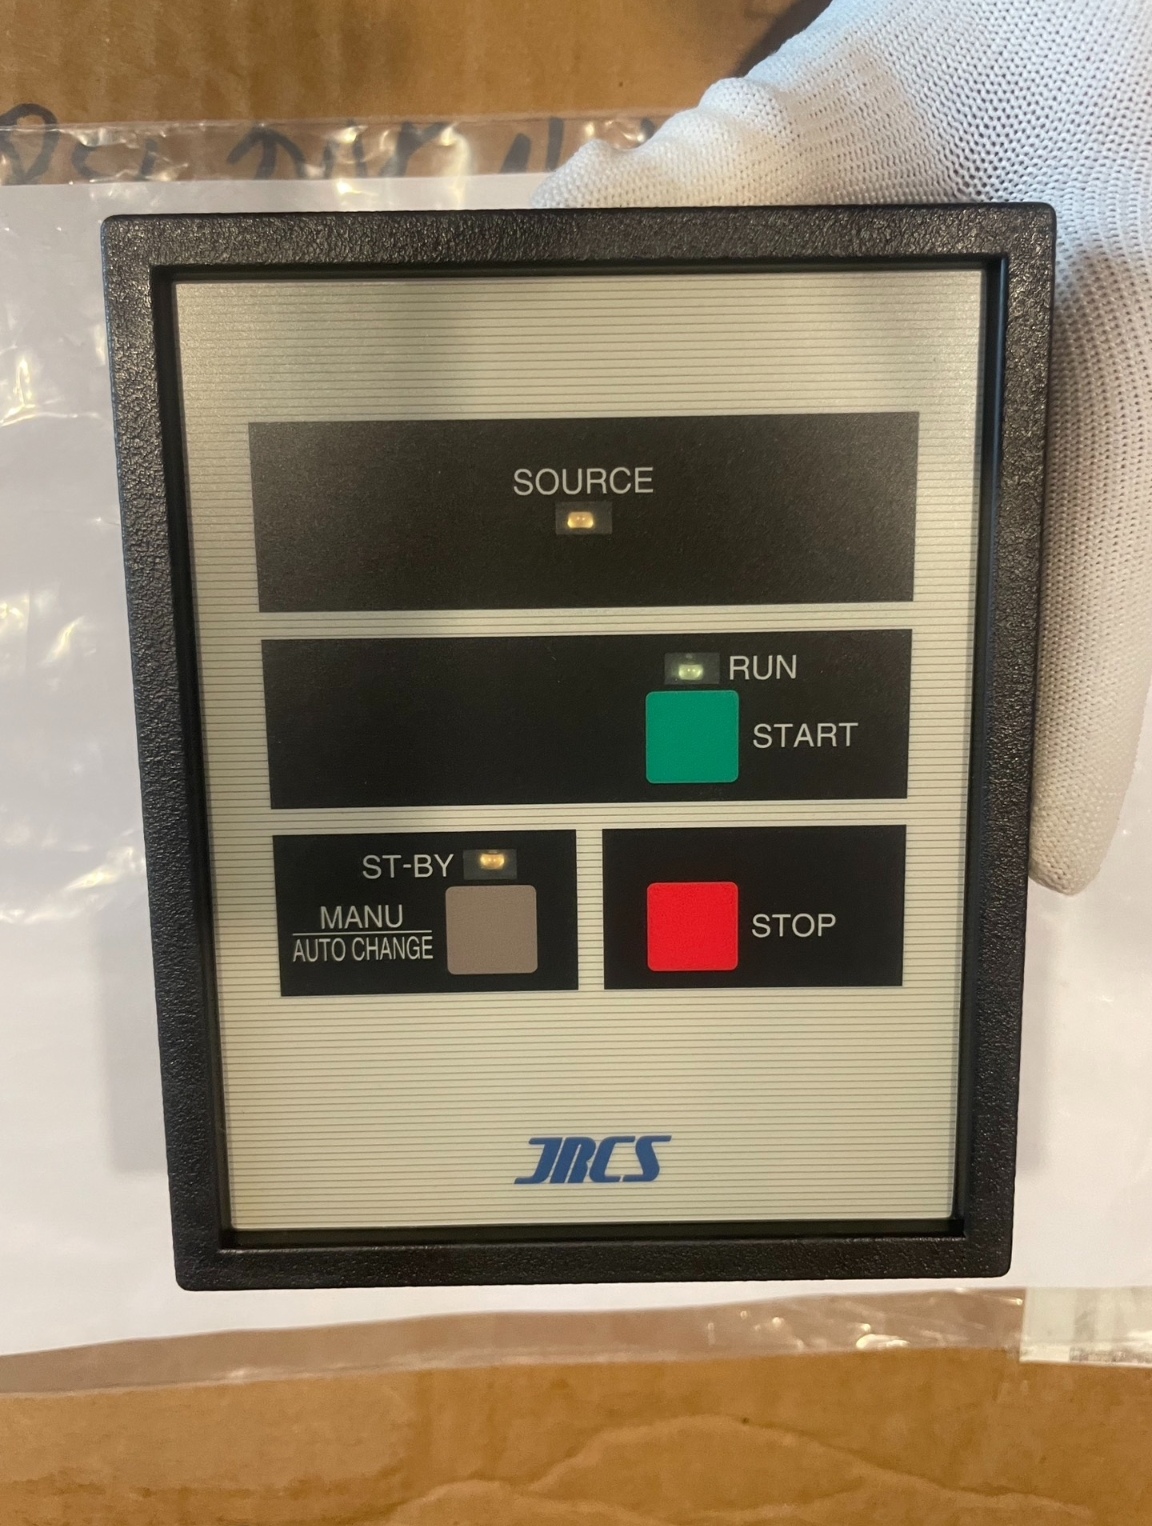 SOURCE
RUN
START
ST-BY
MANU
AUTO CHANGE
STOP
JRCS